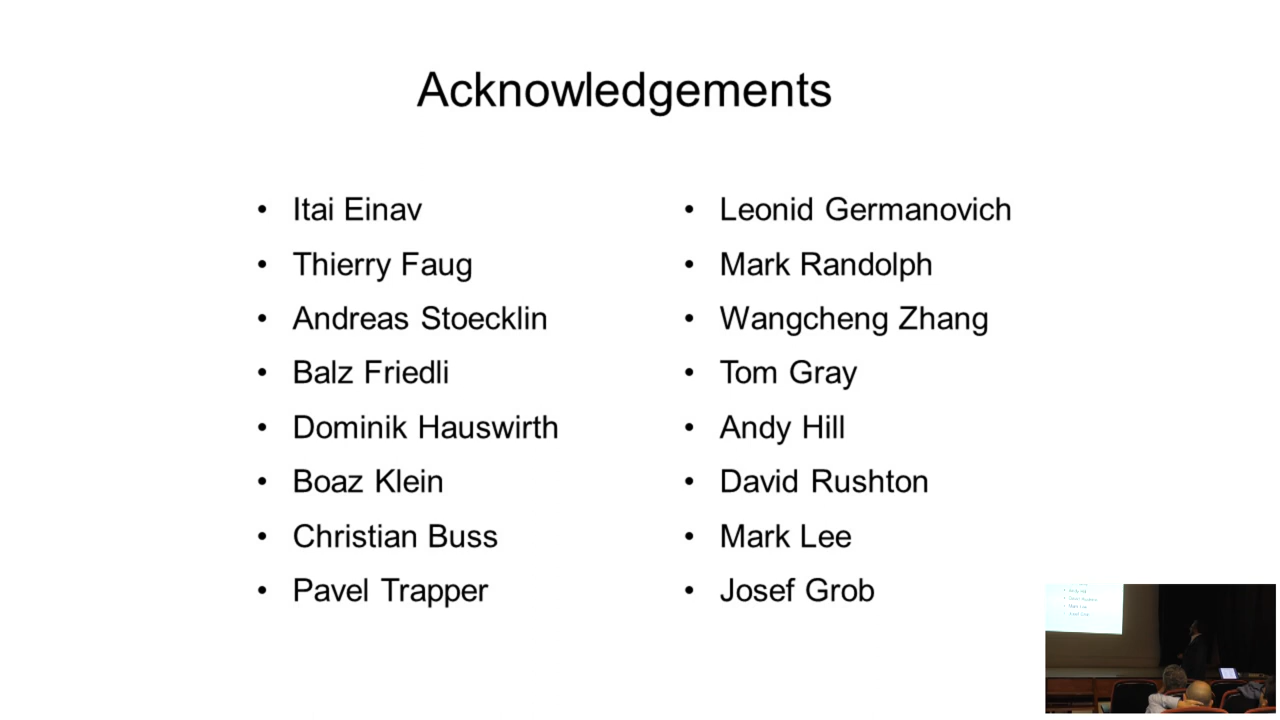 Acknowledgements
• Itai Einav
• Thierry Faug
• Andreas Stoecklin
• Balz Friedli
• Dominik Hauswirth
• Boaz Klein
• Christian Buss
• Pavel Trapper
• Leonid Germanovich
• Mark Randolph
• Wangcheng Zhang
• Tom Gray
• Andy Hill
• David Rushton
• Mark Lee
• Josef Grob